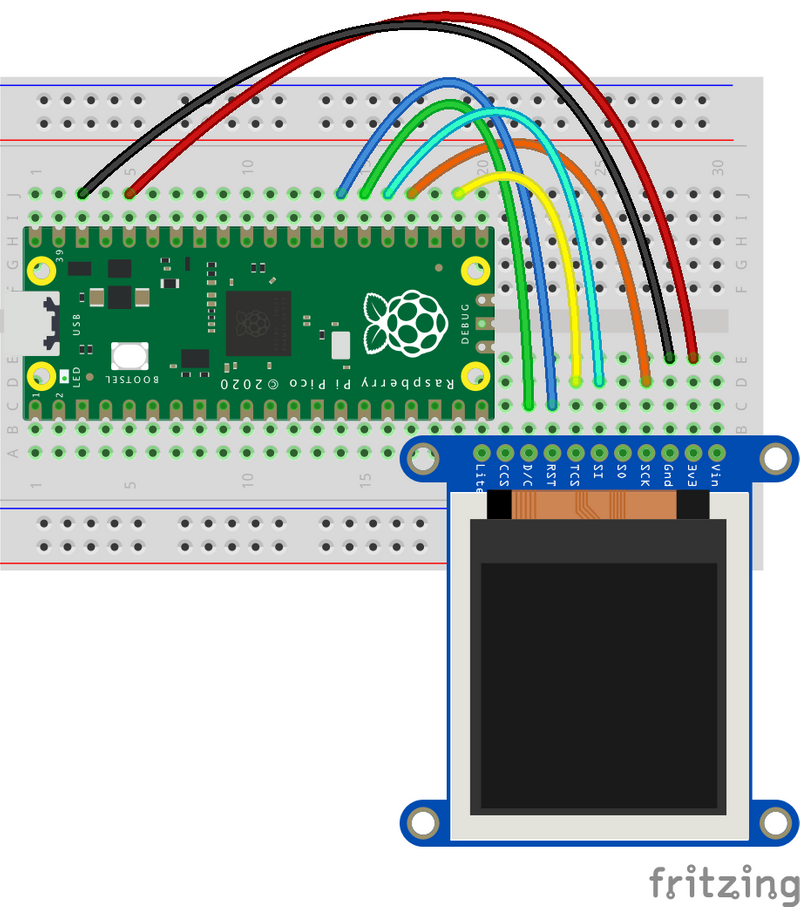 1 5 10 15 20 25 30
J J
I I
H H
G G
F F
39
USB
DEBUG
BOOTSEL
LED
1 2
Raspberry Pi Pico © 2020
E E
D D
C C
B B
A
1 5 15
Lite CCS D/C RST TCS SI SO SCK Gnd 3v3 Vin
fritzing